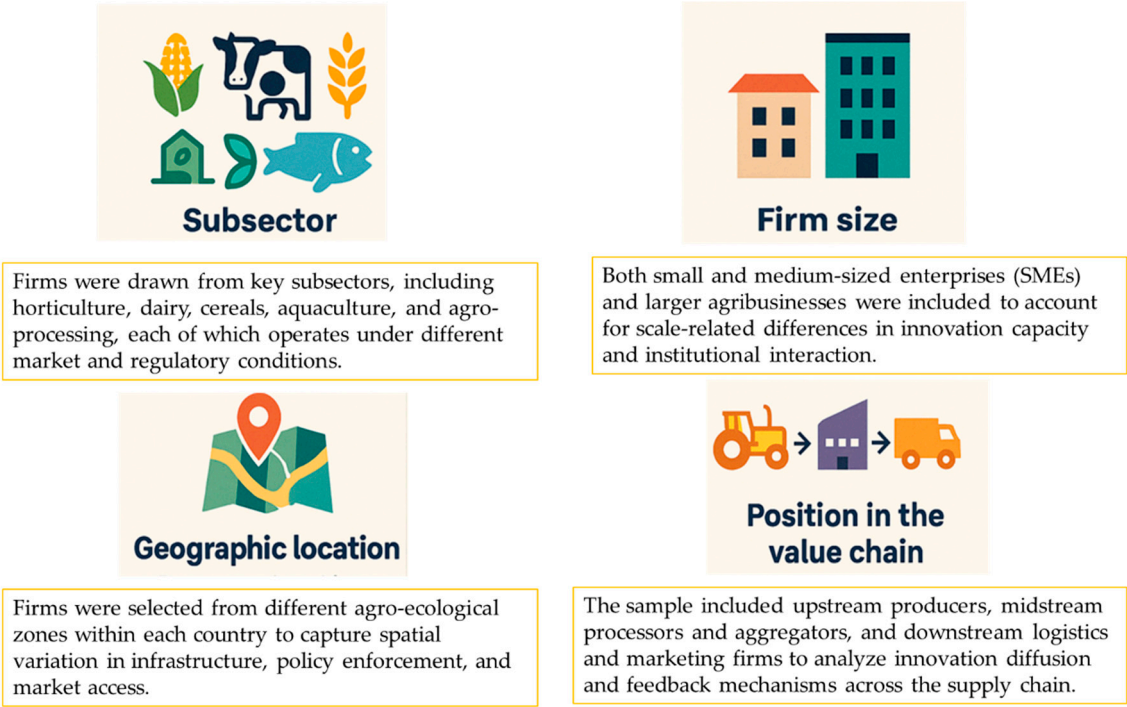 Subsector
Firms were drawn from key subsectors, including
horticulture, dairy, cereals, aquaculture, and agro-
processing, each of which operates under different
market and regulatory conditions.
Firm size
Both small and medium-sized enterprises (SMEs)
and larger agribusinesses were included to account
for scale-related differences in innovation capacity
and institutional interaction.
Geographic location
Firms were selected from different agro-ecological
zones within each country to capture spatial
variation in infrastructure, policy enforcement, and
market access.
Position in the
value chain
The sample included upstream producers, midstream
processors and aggregators, and downstream logistics
and marketing firms to analyze innovation diffusion
and feedback mechanisms across the supply chain.